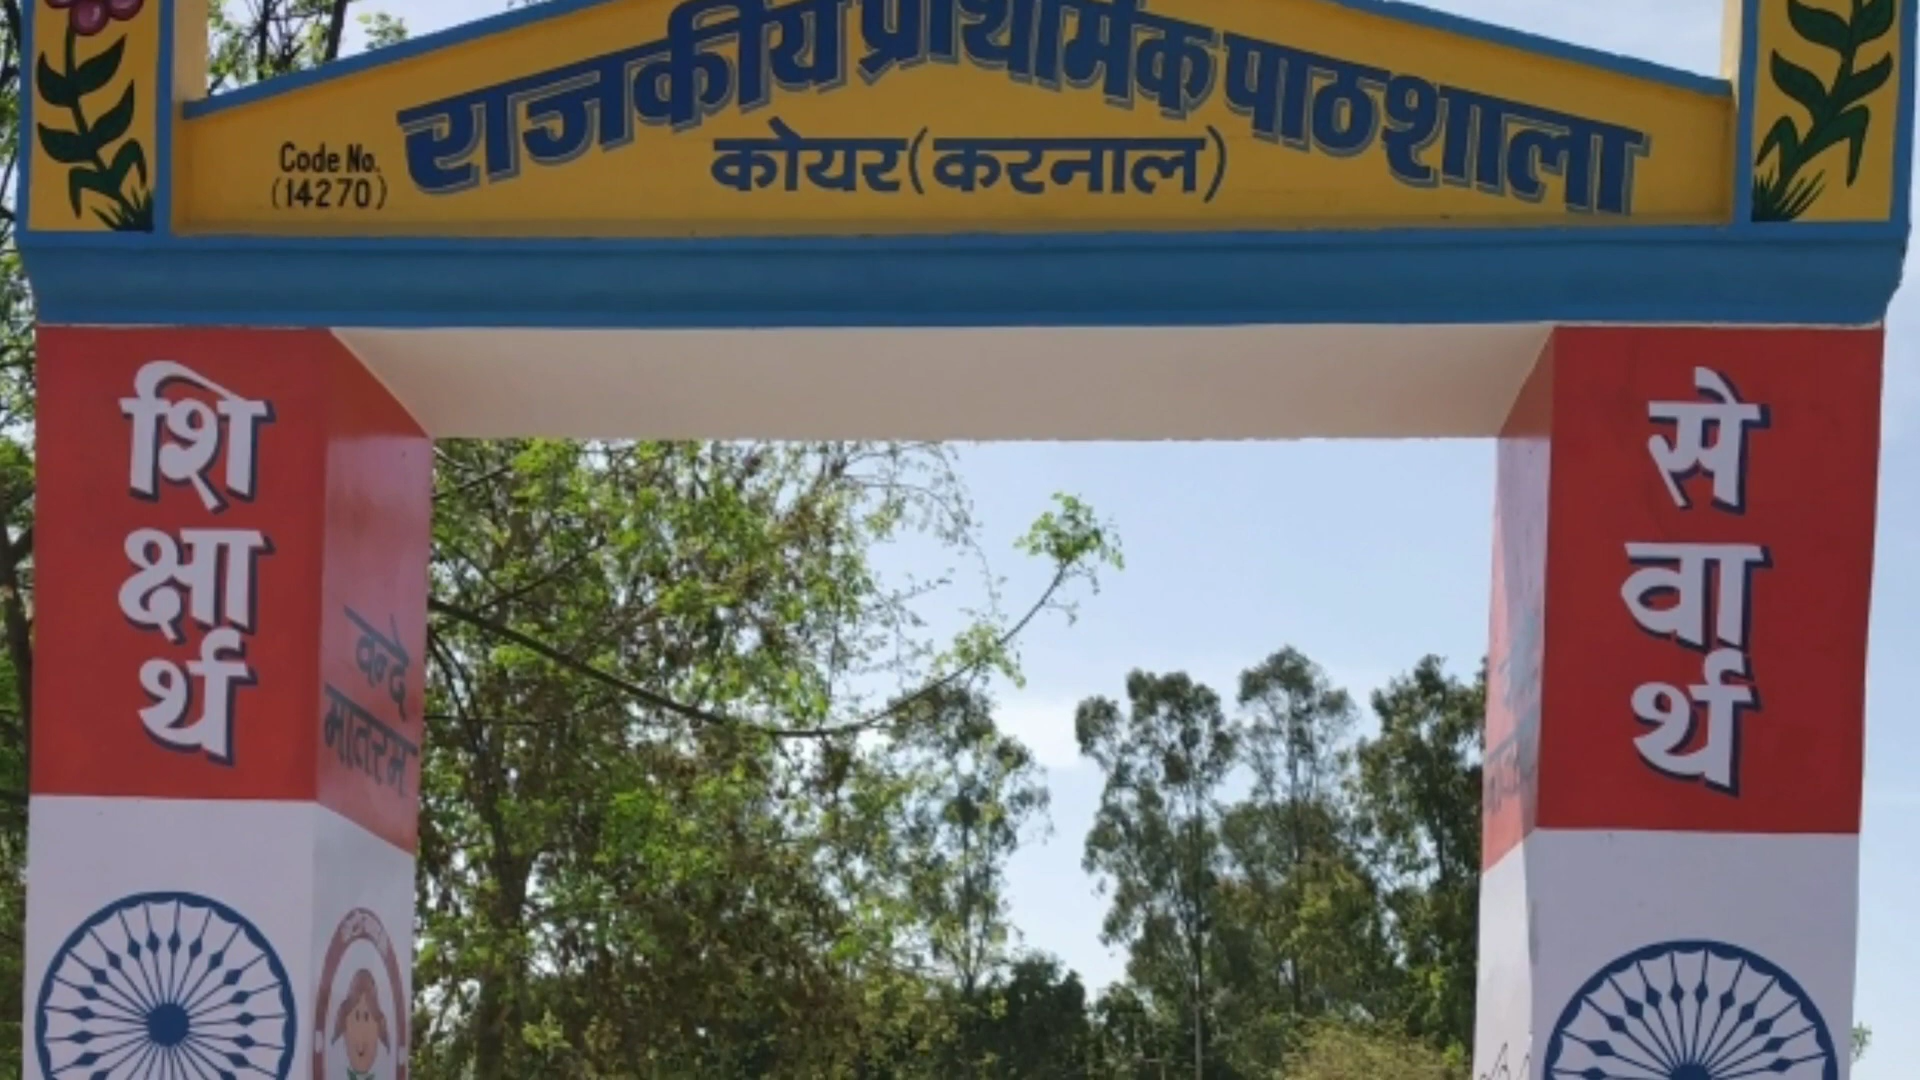 राजकीय प्राथमिक पाठशाला
Code No.
(14270)
कोयर(करनाल)
शिक्षार्थ
सेवार्थ
वन्दे
मातरम